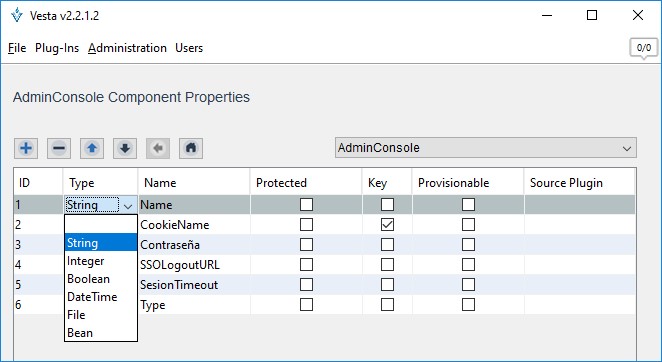 Vesta v2.2.1.2
File Plug-Ins Administration Users
0/0
AdminConsole Component Properties
AdminConsole
ID Type Name Protected Key Provisionable Source Plugin
1 String Name
2 CookieName
String
3 Contraseña
Integer
4 SSOLogoutURL
Boolean
5 SesionTimeout
DateTime
6 Type
File
Bean